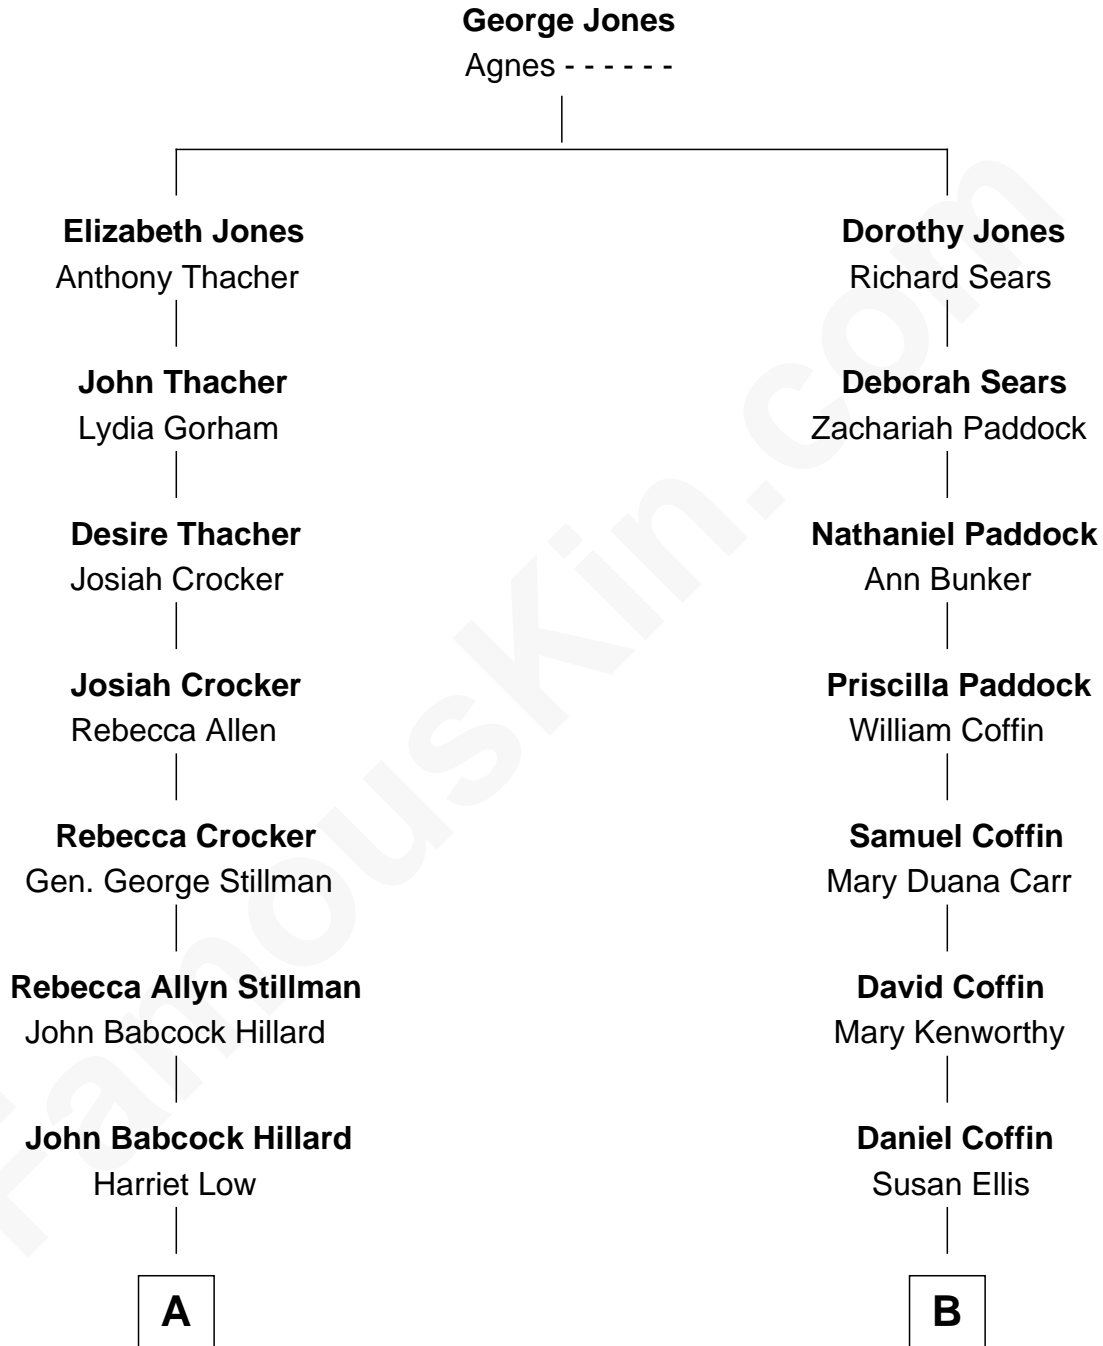 George Jones
Agnes - - - - - -
Elizabeth Jones
Anthony Thacher
Dorothy Jones
Richard Sears
John Thacher
Lydia Gorham
Deborah Sears
Zachariah Paddock
Desire Thacher
Josiah Crocker
Nathaniel Paddock
Ann Bunker
Josiah Crocker
Rebecca Allen
Priscilla Paddock
William Coffin
Rebecca Crocker
Gen. George Stillman
Samuel Coffin
Mary Duana Carr
Rebecca Allyn Stillman
John Babcock Hillard
David Coffin
Mary Kenworthy
John Babcock Hillard
Harriet Low
Daniel Coffin
Susan Ellis
A
B
FamousKin.com